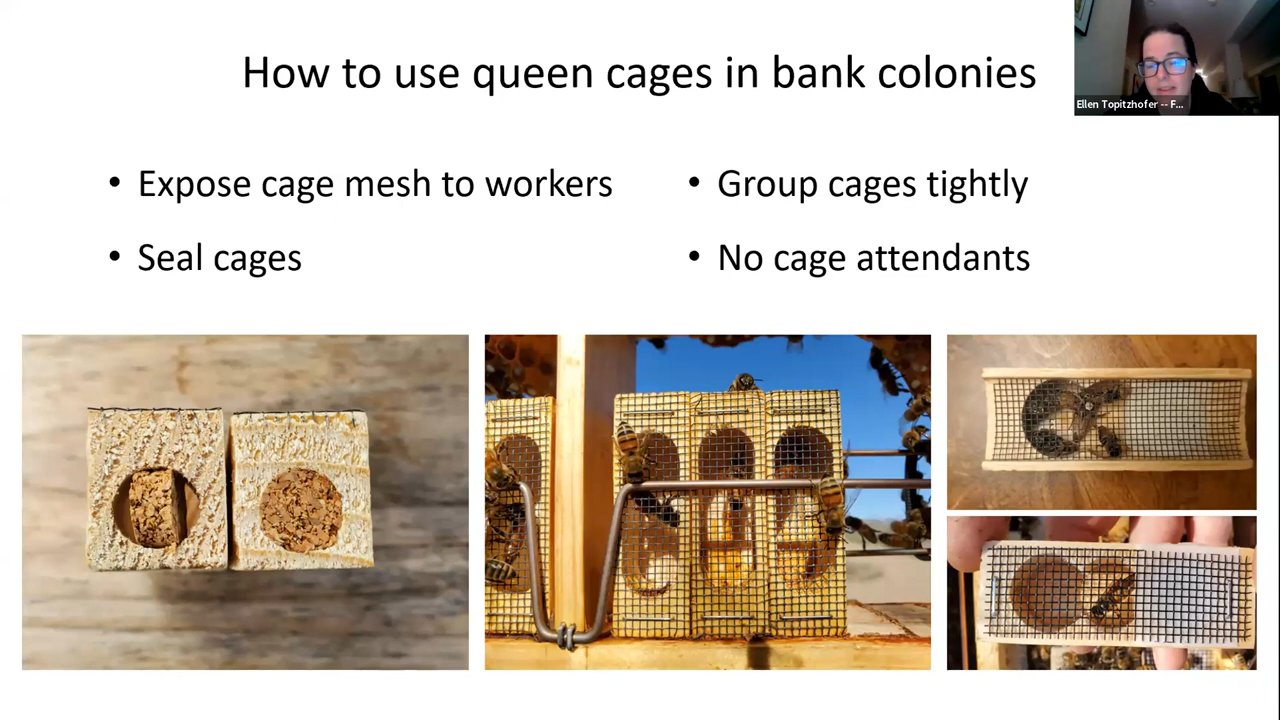 How to use queen cages in bank colonies
Ellen Topitzhofer -- F...
• Expose cage mesh to workers
• Seal cages
• Group cages tightly
• No cage attendants